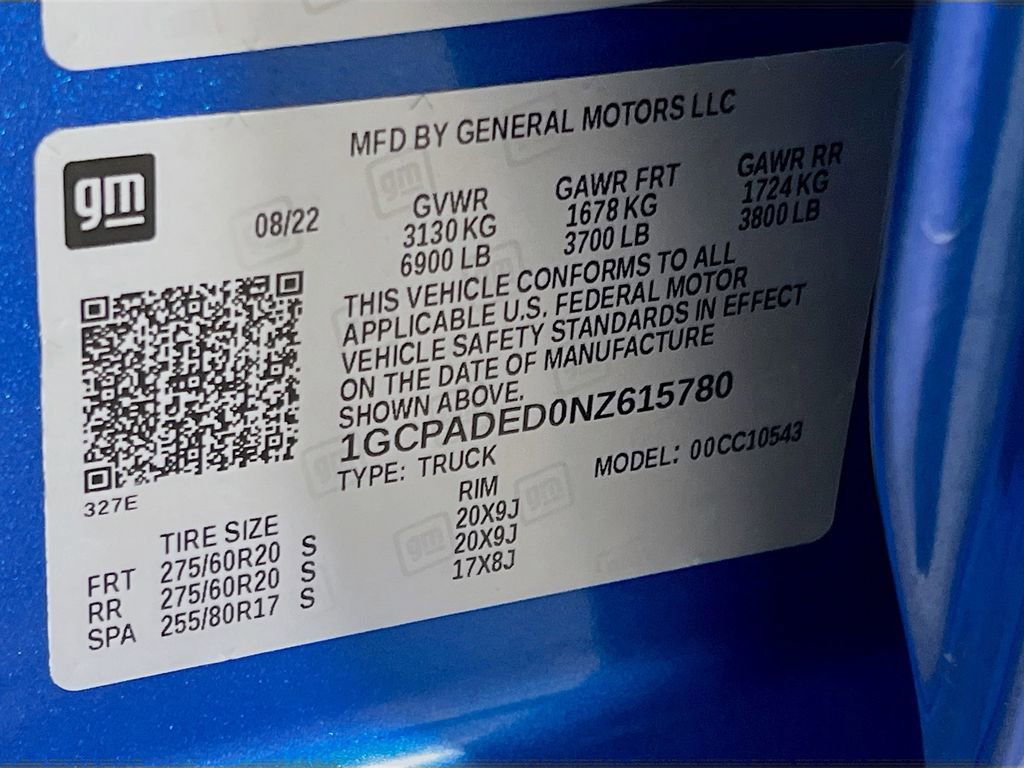 MFD BY GENERAL MOTORS LLC
gm
08/22
GVWR
3130 KG
6900 LB
GAWR FRT
1678 KG
3700 LB
GAWR RR
1724 KG
3800 LB
THIS VEHICLE CONFORMS TO ALL
APPLICABLE U.S. FEDERAL MOTOR
VEHICLE SAFETY STANDARDS IN EFFECT
ON THE DATE OF MANUFACTURE
SHOWN ABOVE.
1GCPADED0NZ615780
TYPE: TRUCK MODEL: 00CC10543
327E
TIRE SIZE RIM
FRT 275/60R20 S 20X9J
RR 275/60R20 S 20X9J
SPA 255/80R17 S 17X8J